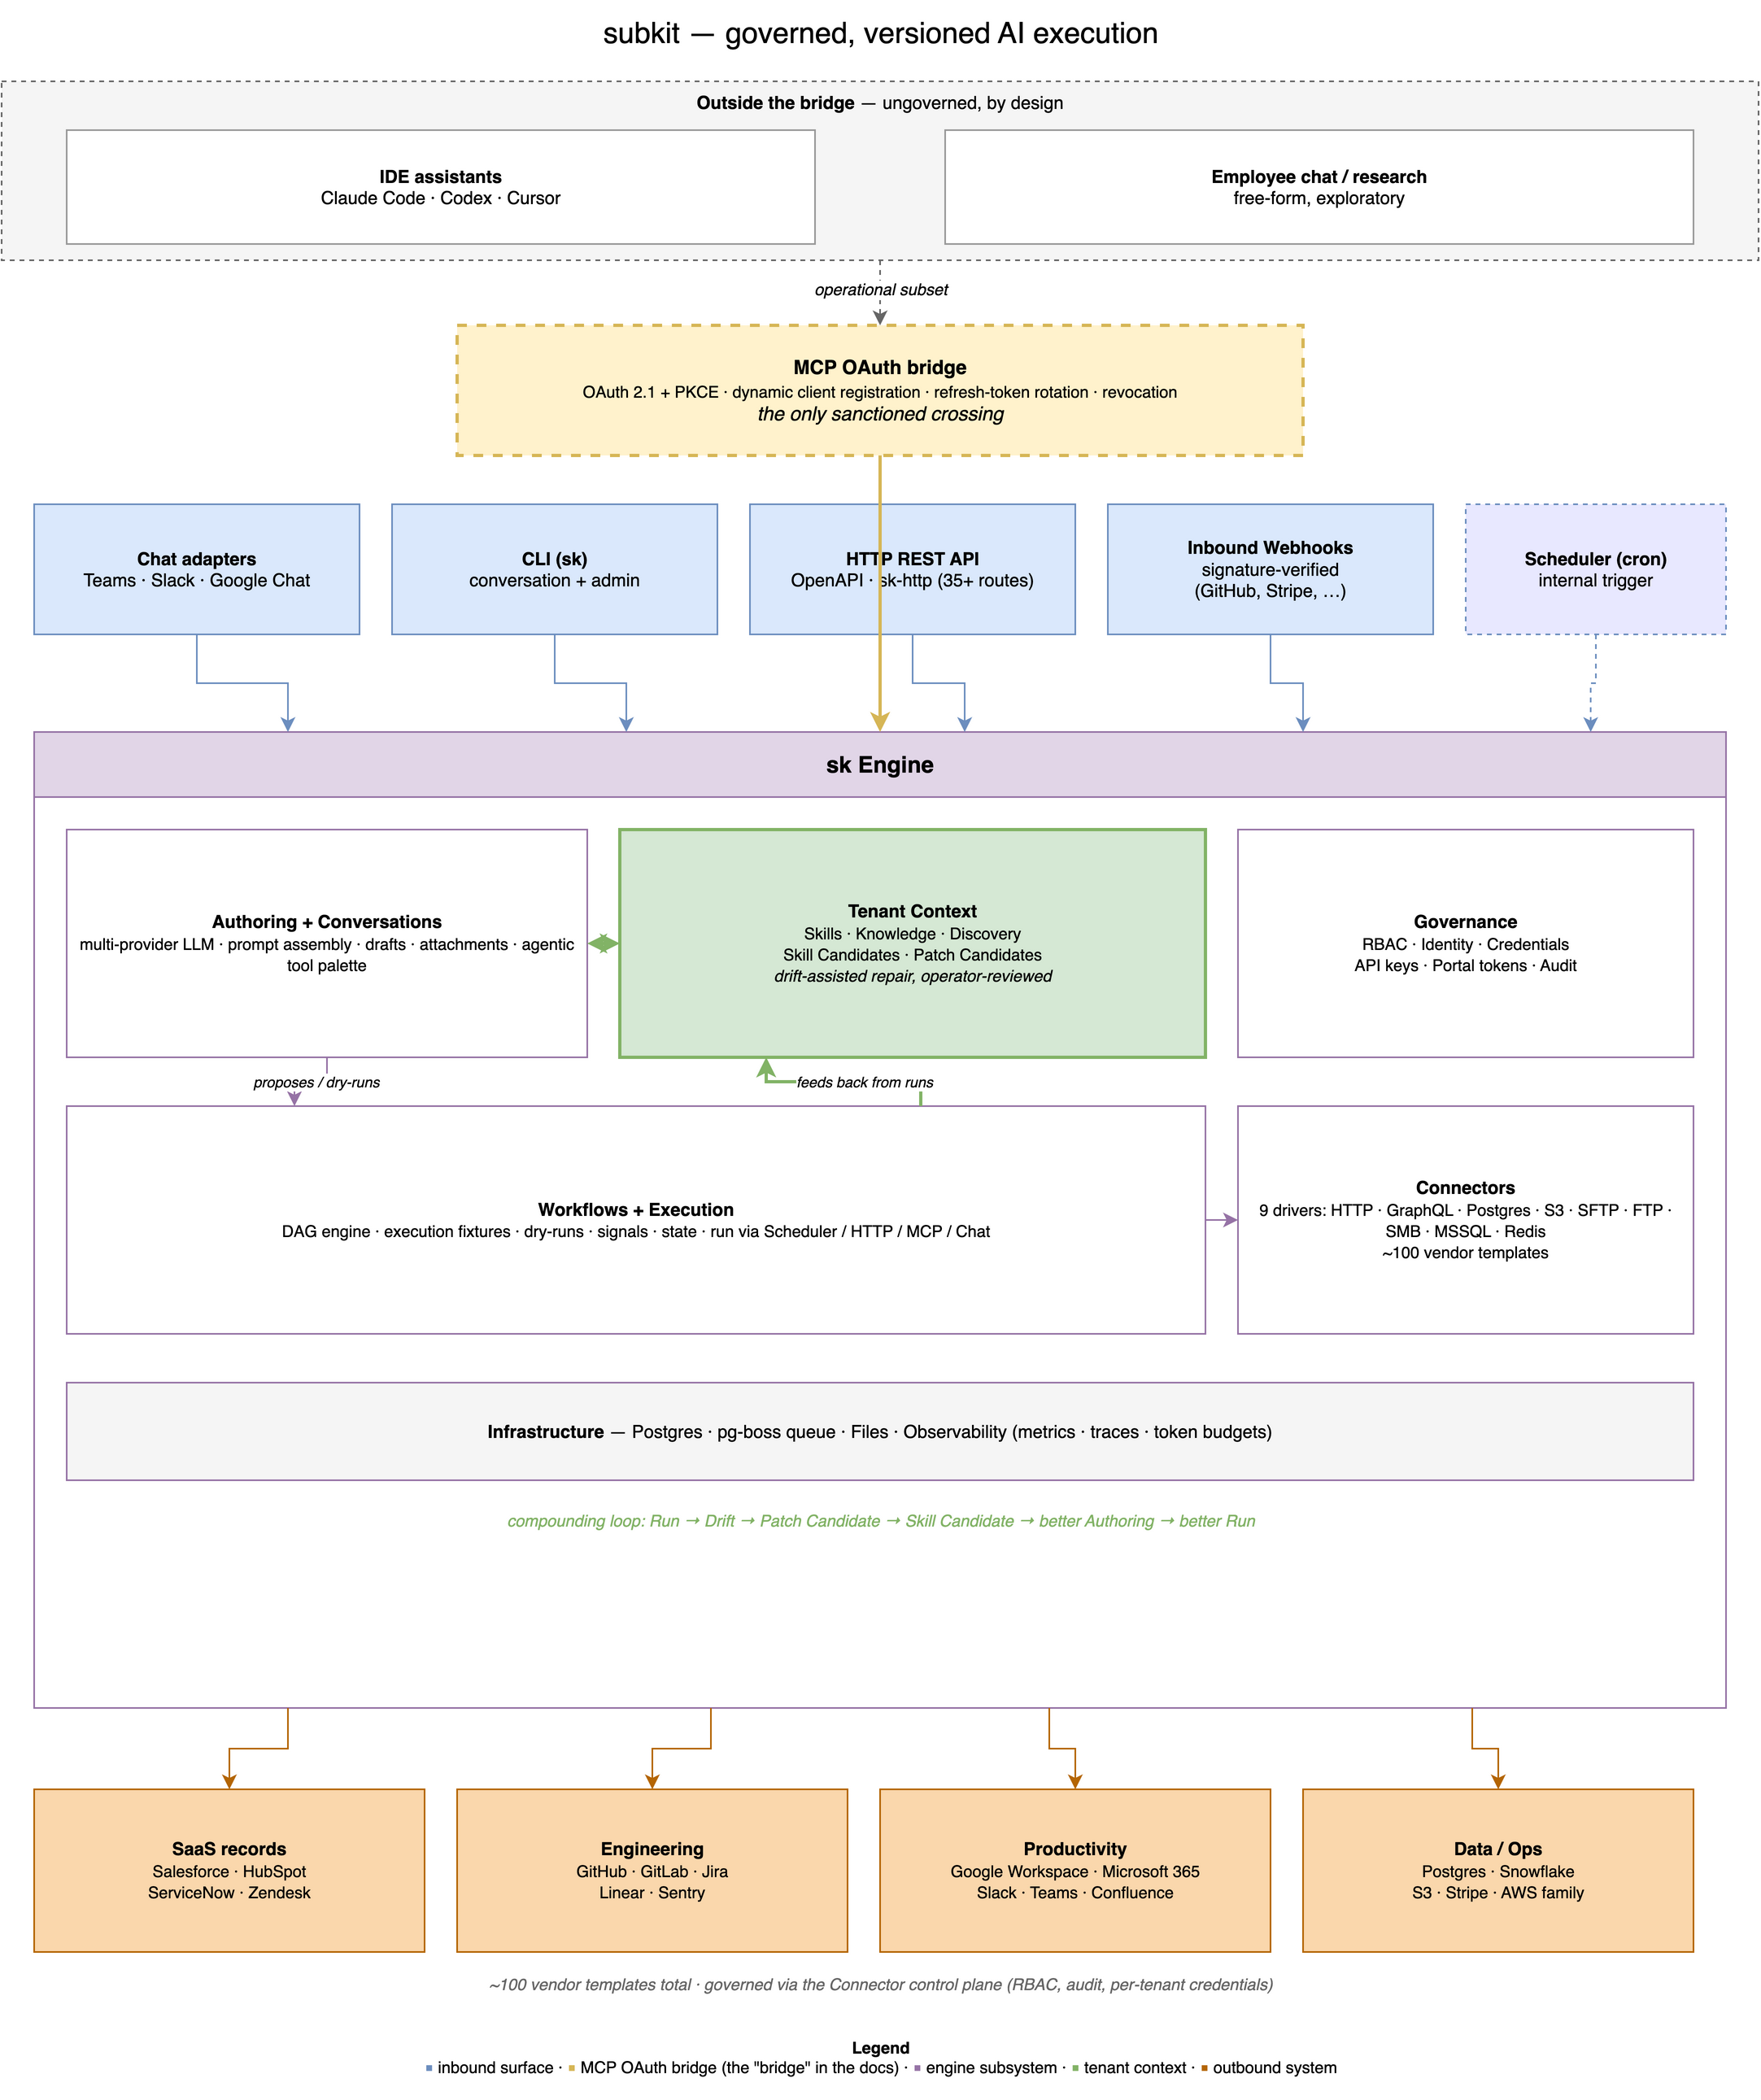 subkit — governed, versioned AI execution
Outside the bridge — ungoverned, by design
IDE assistants
Claude Code · Codex · Cursor
Employee chat / research
free-form, exploratory
operational subset
MCP OAuth bridge
OAuth 2.1 + PKCE · dynamic client registration · refresh-token rotation · revocation
the only sanctioned crossing
Chat adapters
Teams · Slack · Google Chat
CLI (sk)
conversation + admin
HTTP REST API
OpenAPI · sk-http (35+ routes)
Inbound Webhooks
signature-verified
(GitHub, Stripe, …)
Scheduler (cron)
internal trigger
sk Engine
Authoring + Conversations
multi-provider LLM · prompt assembly · drafts · attachments · agentic
tool palette
Tenant Context
Skills · Knowledge · Discovery
Skill Candidates · Patch Candidates
drift-assisted repair, operator-reviewed
Governance
RBAC · Identity · Credentials
API keys · Portal tokens · Audit
proposes / dry-runs
feeds back from runs
Workflows + Execution
DAG engine · execution fixtures · dry-runs · signals · state · run via Scheduler / HTTP / MCP / Chat
Connectors
9 drivers: HTTP · GraphQL · Postgres · S3 · SFTP · FTP ·
SMB · MSSQL · Redis
~100 vendor templates
Infrastructure — Postgres · pg-boss queue · Files · Observability (metrics · traces · token budgets)
compounding loop: Run → Drift → Patch Candidate → Skill Candidate → better Authoring → better Run
SaaS records
Salesforce · HubSpot
ServiceNow · Zendesk
Engineering
GitHub · GitLab · Jira
Linear · Sentry
Productivity
Google Workspace · Microsoft 365
Slack · Teams · Confluence
Data / Ops
Postgres · Snowflake
S3 · Stripe · AWS family
~100 vendor templates total · governed via the Connector control plane (RBAC, audit, per-tenant credentials)
Legend
▪ inbound surface · ▪ MCP OAuth bridge (the "bridge" in the docs) · ▪ engine subsystem · ▪ tenant context · ▪ outbound system